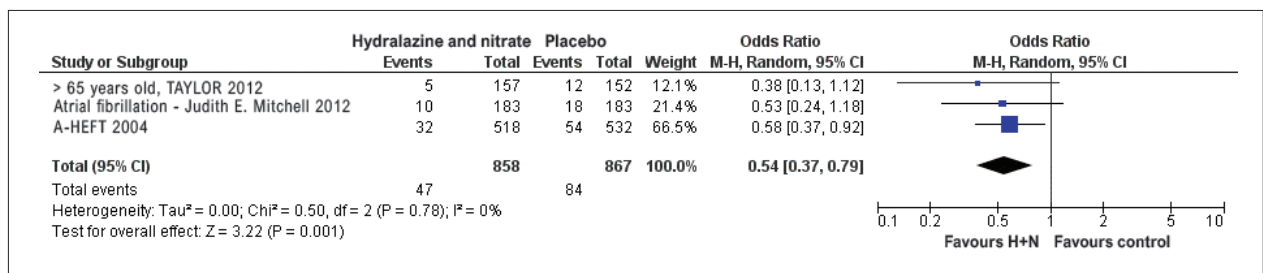 Hydralazine and nitrate Placebo Odds Ratio Odds Ratio
Study or Subgroup Events Total Events Total Weight M-H, Random, 95% CI M-H, Random, 95% CI
> 65 years old, TAYLOR 2012 5 157 12 152 12.1% 0.38 [0.13, 1.12]
Atrial fibrillation - Judith E. Mitchell 2012 10 183 18 183 21.4% 0.53 [0.24, 1.18]
A-HEFT 2004 32 518 54 532 66.5% 0.58 [0.37, 0.92]
Total (95% CI) 858 867 100.0% 0.54 [0.37, 0.79]
Total events 47 84
Heterogeneity: Tau² = 0.00; Chi² = 0.50, df = 2 (P = 0.78); I² = 0%
Test for overall effect: Z = 3.22 (P = 0.001)
0.1 0.2 0.5 1 2 5 10
Favours H+N Favours control